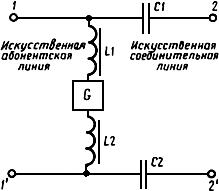 1
C1
2
Искусственная
абонентская
линия
L1
Искусственная
соединительная
линия
G
L2
C2
1'
2'